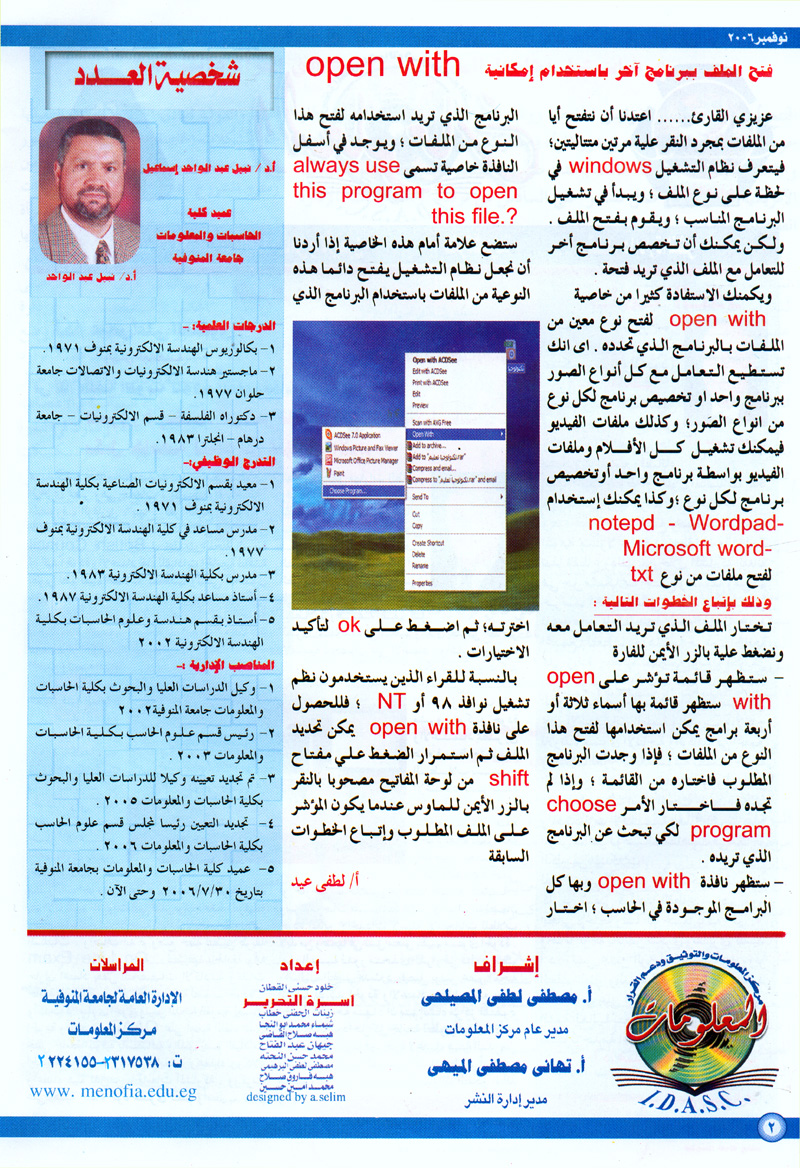 نوفمبر ٢٠٠٦
فتح الملف ببرنامج آخر باستخدام إمكانية open with
عزيزي القارئ...... اعتدنا أن نتفتح أيا
من الملفات بمجرد النقر علية مرتين متتاليتين؛
فيتعرف نظام التشغيل windows في
لحظة على نوع الملف ؛ ويبدأ في تشغيل
البرنامج المناسب ؛ ويقوم بفتح الملف .
ولكن يمكنك أن تخصص برنامج أخر
للتعامل مع الملف الذي تريد فتحة .
ويكمنك الاستفادة كثيرا من خاصية
open with لفتح نوع معين من
الملفات بالبرنامج الذي تحدده . اى انك
تستطيع التعامل مع كل أنواع الصور
ببرنامج واحد او تخصيص برنامج لكل نوع
من انواع الصور؛ وكذلك ملفات الفيديو
فيمكنك تشغيل كل الأفلام وملفات
الفيديو بواسطة برنامج واحد أوتخصيص
برنامج لكل نوع ؛وكذا يمكنك إستخدام
notepd - Wordpad-
Microsoft word-
لفتح ملفات من نوع txt
وذلك بإتباع الخطوات التالية :
تختار الملف الذي تريد التعامل معه
ونضغط علية بالزر الأيمن للفارة
– ستظهر قائمة تؤشر على open
with ستظهر قائمة بها أسماء ثلاثة أو
أربعة برامج يمكن استخدامها لفتح هذا
النوع من الملفات ؛ فإذا وجدت البرنامج
المطلوب فاختاره من القائمة ؛ وإذا لم
تجده فاختار الأمر choose
program لكي تبحث عن البرنامج
الذي تريده .
– ستظهر نافذة open with وبها كل
البرامج الموجودة في الحاسب ؛ اختار
البرنامج الذي تريد استخدامه لفتح هذا
النوع من الملفات ؛ ويوجد في أسفل
النافذة خاصية تسمى always use
this program to open
this file.?
ستضع علامة أمام هذه الخاصية إذا أردنا
أن نجعل نظام التشغيل يفتح دائما هذه
النوعية من الملفات باستخدام البرنامج الذي
Open with ACDSee
Edit with ACDSee
Print with ACDSee
Edit
Preview
Scan with AVG Free
Open With
Add to archive...
Add to "تكنولوجيا تعليم.rar"
Compress and email...
Compress to "تكنولوجيا تعليم.rar" and email
Send To
Cut
Copy
Create Shortcut
Delete
Rename
Properties
ACDSee 7.0 Application
Windows Picture and Fax Viewer
Microsoft Office Picture Manager
Paint
Choose Program...
اخترته؛ ثم اضغط على ok لتأكيد
الاختيارات .
بالنسبة للقراء الذين يستخدمون نظم
تشغيل نوافذ ٩٨ أو NT ؛ فللحصول
على نافذة open with يمكن تحديد
الملف ثم استمرار الضغط علي مفتاح
shift من لوحة المفاتيح مصحوبا بالنقر
بالزر الأيمن للماوس عندما يكون المؤشر
على الملف المطلوب وإتباع الخطوات
السابقة
أ/ لطفى عيد
شخصية العدد
أ.د / نبيل عبد الواحد إسماعيل
عميد كلية
الحاسبات والمعلومات
جامعة المنوفية
أ.د/ نبيل عبد الواحد
الدرجات العلمية: –
١– بكالوريوس الهندسة الالكترونية بمنوف ١٩٧١ .
٢– ماجستير هندسة الالكترونيات والاتصالات جامعة
حلوان ١٩٧٧ .
٣– دكتوراه الفلسفة – قسم الالكترونيات – جامعة
درهام – انجلترا ١٩٨٣ .
التدرج الوظيفي:–
١– معيد بقسم الالكترونيات الصناعية بكلية الهندسة
الالكترونية بمنوف ١٩٧١ .
٢– مدرس مساعد في كلية الهندسة الالكترونية بمنوف
١٩٧٧ .
٣– مدرس بكلية الهندسة الالكترونية ١٩٨٣ .
٤– أستاذ مساعد بكلية الهندسة الالكترونية ١٩٨٧ .
٥– أستاذ بقسم هندسة وعلوم الحاسبات بكلية
الهندسة الالكترونية ٢٠٠٢
المناصب الإدارية :–
١– وكيل الدراسات العليا والبحوث بكلية الحاسبات
والمعلومات جامعة المنوفية ٢٠٠٢
٢– رئيس قسم علوم الحاسب بكلية الحاسبات
والمعلومات ٢٠٠٣ .
٣– تم تجديد تعيينه وكيلا للدراسات العليا والبحوث
بكلية الحاسبات والمعلومات ٢٠٠٥ .
٤– تجديد التعيين رئيسا لمجلس قسم علوم الحاسب
بكلية الحاسبات والمعلومات ٢٠٠٦ .
٥– عميد كلية الحاسبات والمعلومات بجامعة المنوفية
بتاريخ ٢٠٠٦/٧/٣٠ وحتى الآن .
مركز المعلومات والتوثيق ودعم القرار
المعلومات
I.D.A.S.C.
إشراف
أ. مصطفى لطفى المصيلحى
مدير عام مركز المعلومات
أ. تهانى مصطفى الميهى
مدير إدارة النشر
إعداد
خلود حسنى القطان
أسرة التحرير
زينات الحفنى خطاب
شيماء محمد أبو النجا
هبه صلاح القاضى
جيهان عبد الفتاح
محمد حسن النحته
مصطفى لطفى البرهمى
هبه فاروق صلاح
محمد أمين حسين
designed by a.selim
المراسلات
الإدارة العامة لجامعة المنوفية
مركز المعلومات
ت: ٢٣١٧٥٣٨–٢٢٢٤١٥٥
www. menofia.edu.eg
٢